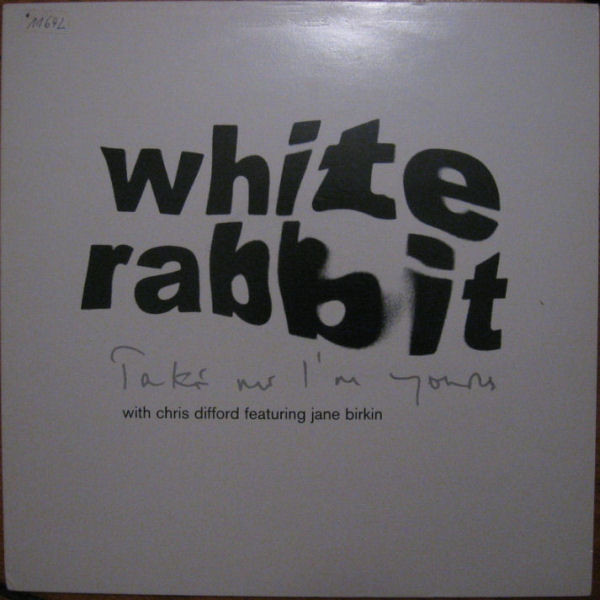 white
rabbit
Take me I'm yours
with chris difford featuring jane birkin